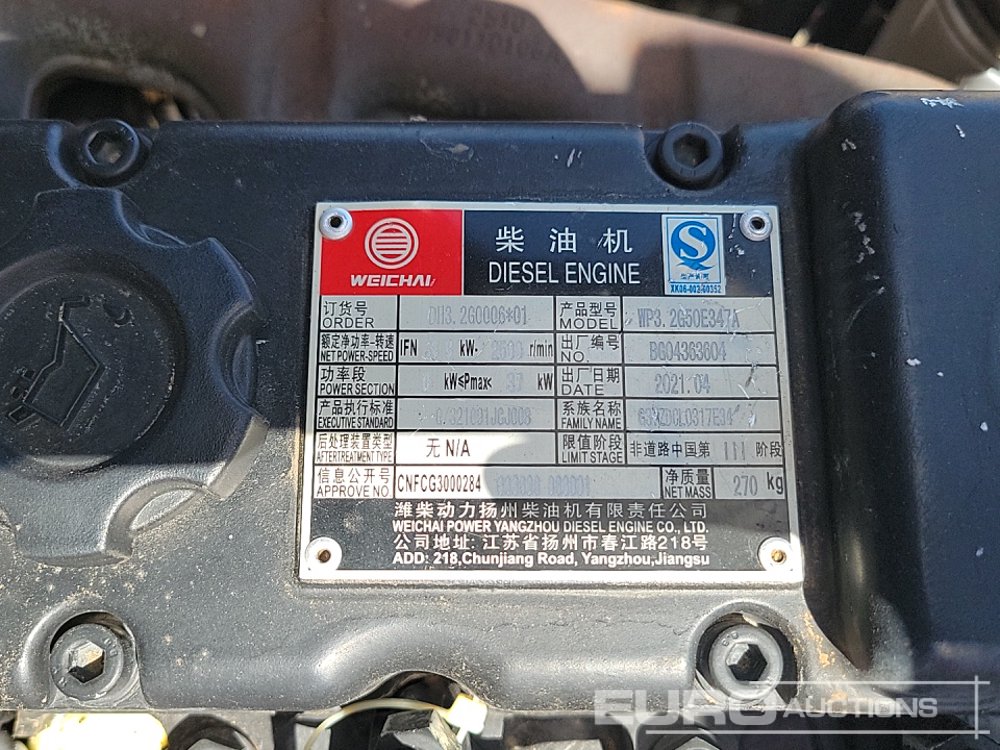 WEICHAI
柴油机
DIESEL ENGINE
S
XK06-002-00352
订货号
ORDER
DH3.2G0006*01
产品型号
MODEL
WP3.2G50E347A
额定净功率-转速
NET POWER-SPEED
IFN kW- r/min
出厂编号
NO.
BG04363604
功率段
POWER SECTION
kW≤Pmax< 37 kW
出厂日期
DATE
2021.04
产品执行标准
EXECUTIVE STANDARD
系族名称
FAMILY NAME
后处理装置类型
AFTERTREATMENT TYPE
无 N/A
限值阶段
LIMIT STAGE
非道路中国第 III 阶段
信息公开号
APPROVE NO
CNFCG3000284
净质量
NET MASS
270 kg
潍柴动力扬州柴油机有限责任公司
WEICHAI POWER YANGZHOU DIESEL ENGINE CO., LTD.
公司地址: 江苏省扬州市春江路218号
ADD: 218,Chunjiang Road, Yangzhou,Jiangsu
EURO AUCTIONS